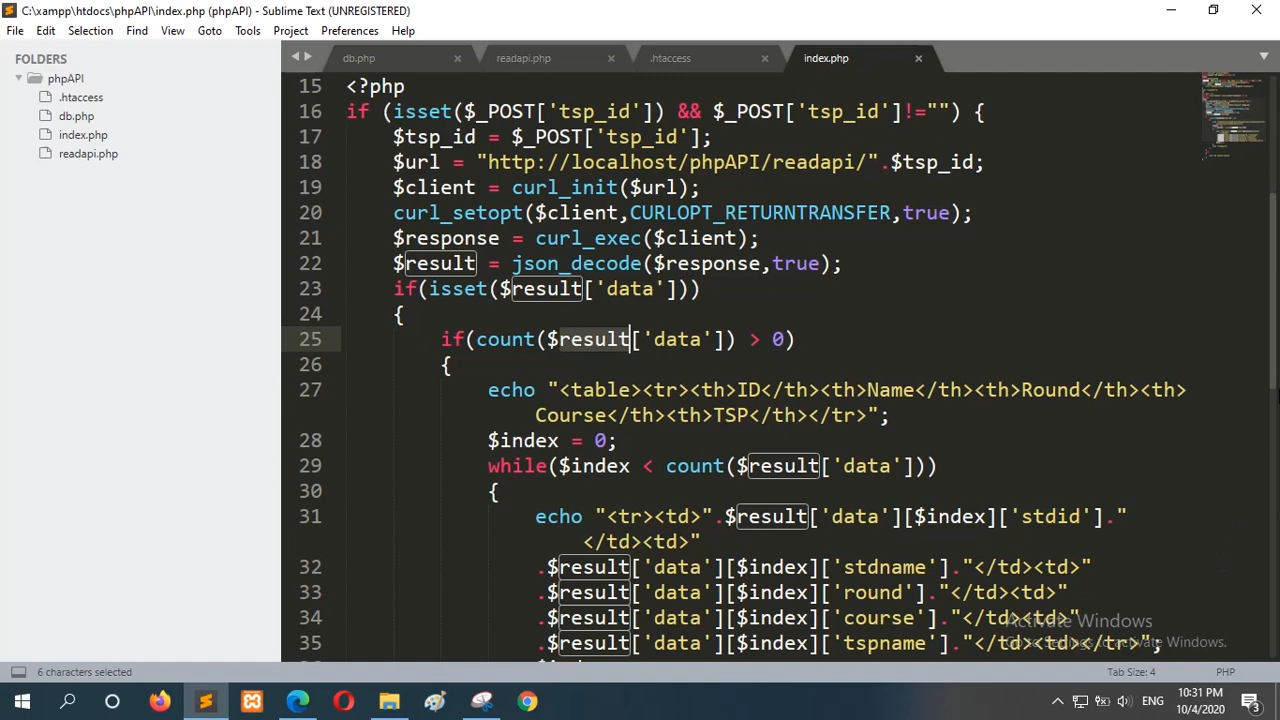 C:\xampp\htdocs\phpAPI\index.php (phpAPI) - Sublime Text (UNREGISTERED)
File Edit Selection Find View Goto Tools Project Preferences Help
FOLDERS
phpAPI
.htaccess
db.php
index.php
readapi.php
db.php readapi.php .htaccess index.php
15 <?php
16 if (isset($_POST['tsp_id']) && $_POST['tsp_id']!="") {
17 $tsp_id = $_POST['tsp_id'];
18 $url = "http://localhost/phpAPI/readapi/".$tsp_id;
19 $client = curl_init($url);
20 curl_setopt($client,CURLOPT_RETURNTRANSFER,true);
21 $response = curl_exec($client);
22 $result = json_decode($response,true);
23 if(isset($result['data']))
24 {
25 if(count($result['data']) > 0)
26 {
27 echo "<table><tr><th>ID</th><th>Name</th><th>Round</th><th>
Course</th><th>TSP</th></tr>";
28 $index = 0;
29 while($index < count($result['data']))
30 {
31 echo "<tr><td>".$result['data'][$index]['stdid']."
</td><td>"
32 .$result['data'][$index]['stdname']."</td><td>"
33 .$result['data'][$index]['round']."</td><td>"
34 .$result['data'][$index]['course']."</td><td>"
35 .$result['data'][$index]['tspname']."</td></tr>";
Activate Windows
Go to Settings to activate Windows.
6 characters selected
Tab Size: 4
PHP
ENG
10:31 PM
10/4/2020
3